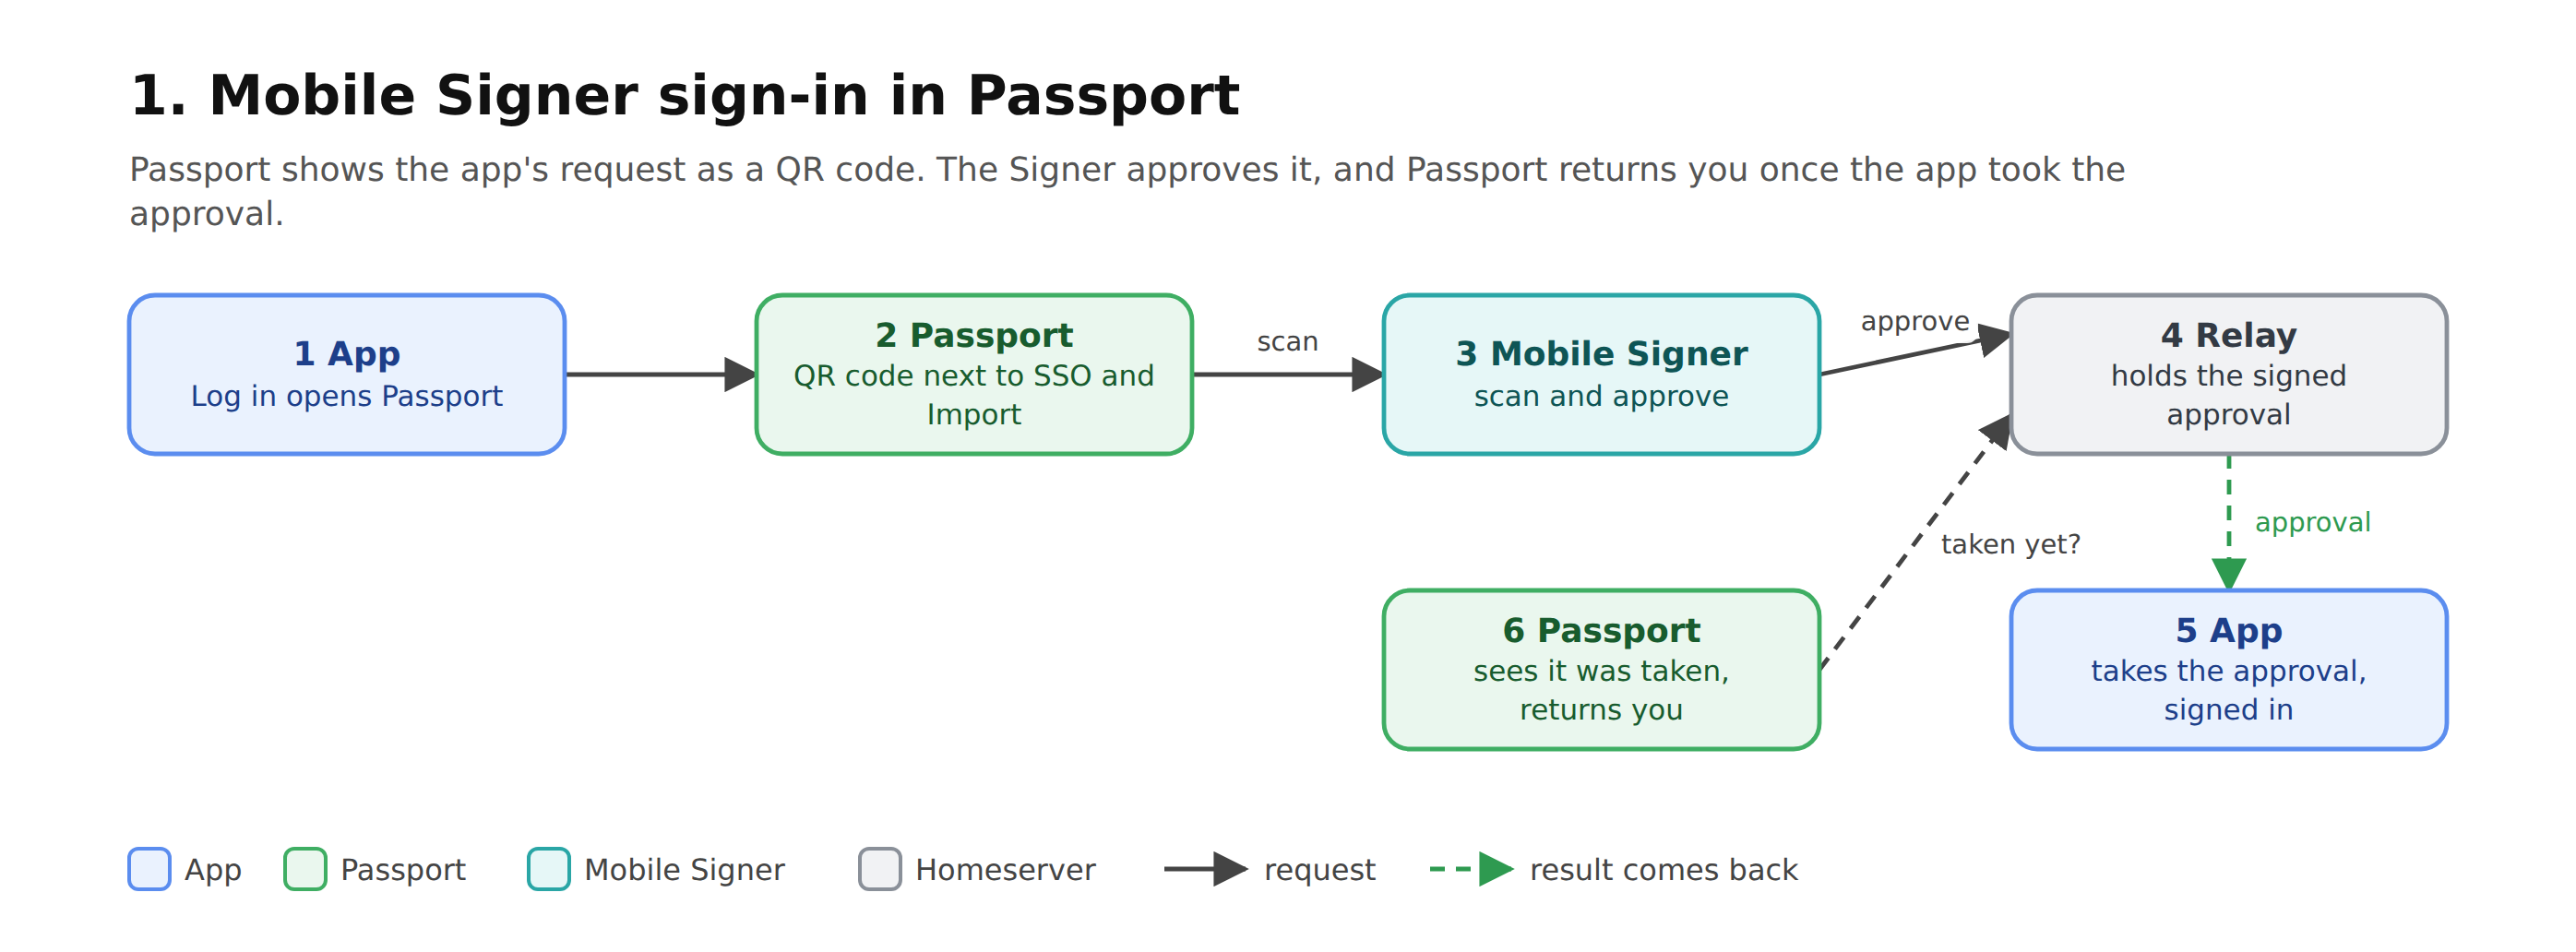 1. Mobile Signer sign-in in Passport
Passport shows the app's request as a QR code. The Signer approves it, and Passport returns you once the app took the
approval.
1 App
Log in opens Passport
2 Passport
QR code next to SSO and
Import
scan
3 Mobile Signer
scan and approve
approve
4 Relay
holds the signed
approval
taken yet?
approval
6 Passport
sees it was taken,
returns you
5 App
takes the approval,
signed in
App
Passport
Mobile Signer
Homeserver
request
result comes back